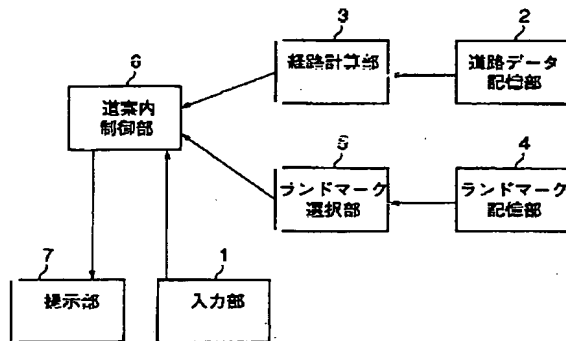 3
経路計算部
2
道路データ
記憶部
6
道案内
制御部
5
ランドマーク
選択部
4
ランドマーク
記憶部
7
提示部
1
入力部